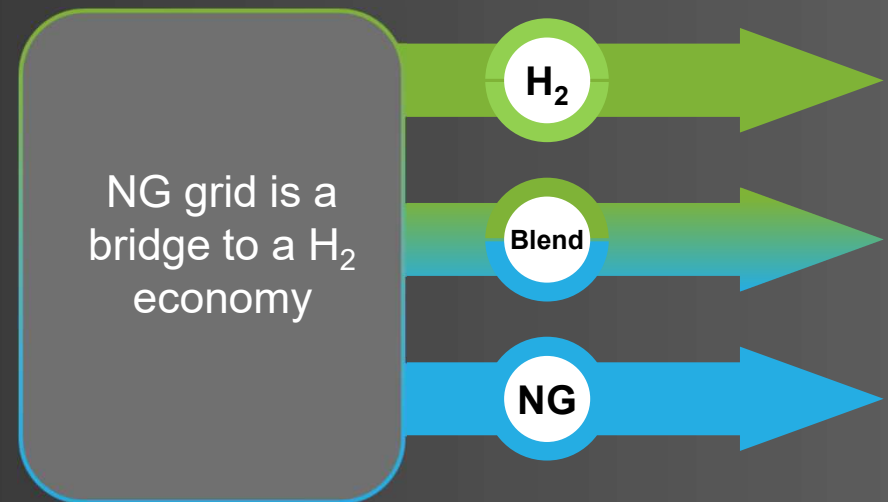 NG grid is a
bridge to a H₂
economy
H₂
Blend
NG